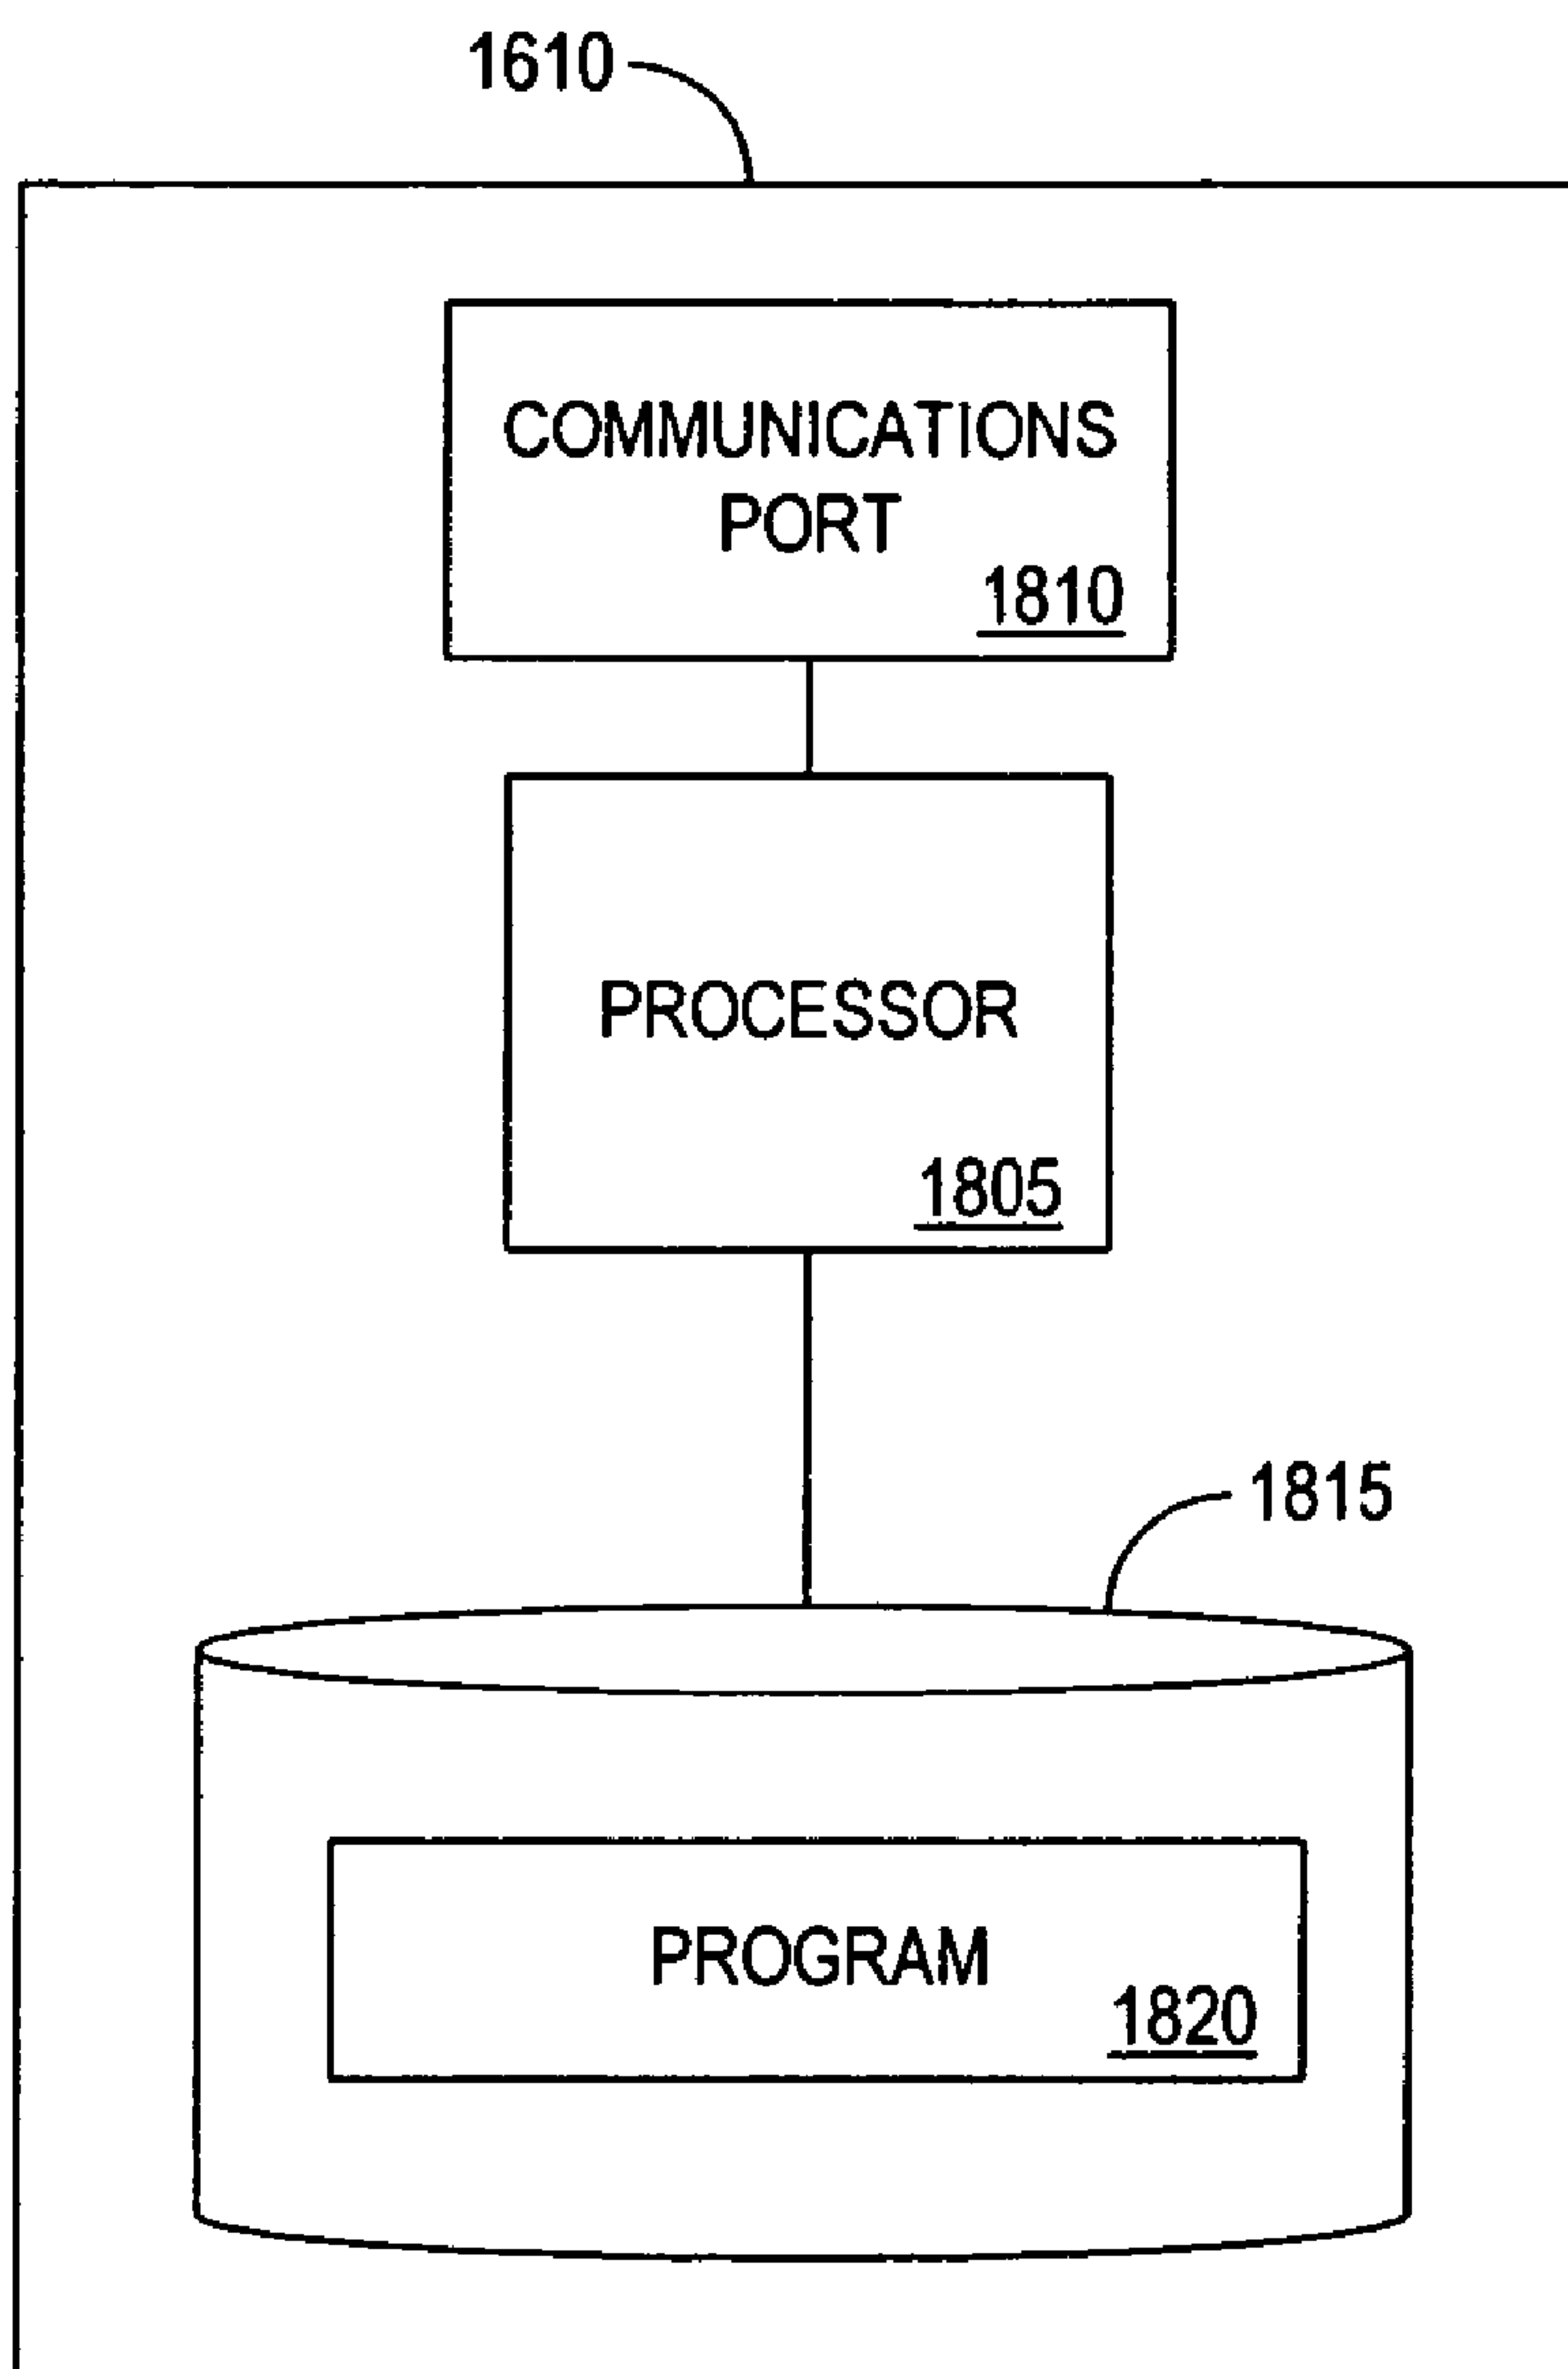 1610
COMMUNICATIONS
PORT
1810
PROCESSOR
1805
1815
PROGRAM
1820